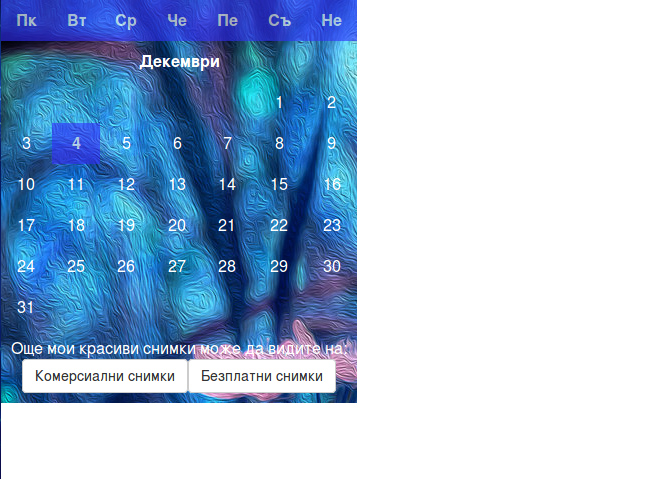 Пк Вт Ср Че Пе Съ Не
Декември
1 2
3 4 5 6 7 8 9
10 11 12 13 14 15 16
17 18 19 20 21 22 23
24 25 26 27 28 29 30
31
Още мои красиви снимки може да видите на:
Комерсиални снимки Безплатни снимки